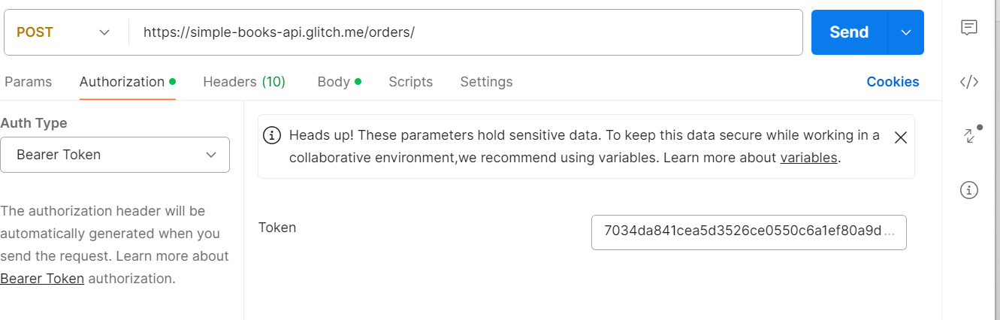 POST
https://simple-books-api.glitch.me/orders/
Send
Params
Authorization
Headers (10)
Body
Scripts
Settings
Cookies
Auth Type
Bearer Token
The authorization header will be
automatically generated when you
send the request. Learn more about
Bearer Token authorization.
Heads up! These parameters hold sensitive data. To keep this data secure while working in a
collaborative environment,we recommend using variables. Learn more about variables.
Token
7034da841cea5d3526ce0550c6a1ef80a9d...